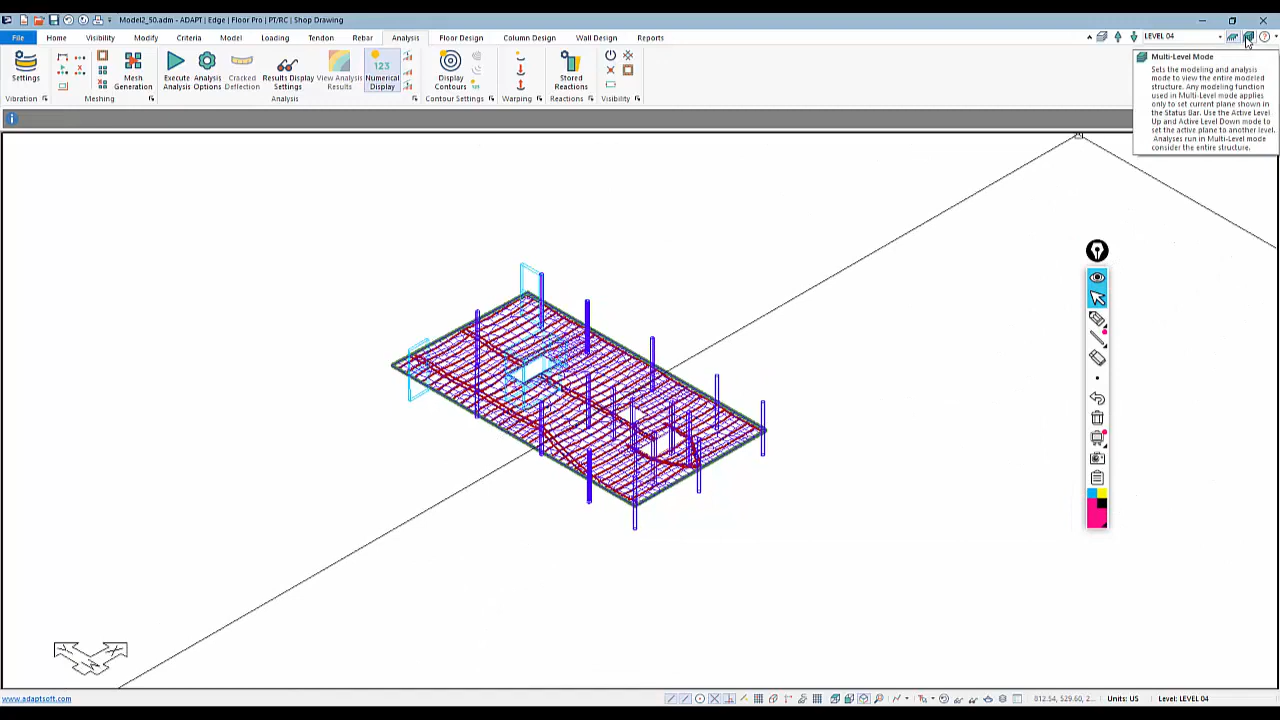 Model2_50.adm - ADAPT | Edge | Floor Pro | PT/RC | Shop Drawing
File Home Visibility Modify Criteria Model Loading Tendon Rebar Analysis Floor Design Column Design Wall Design Reports LEVEL 04
Settings
Vibration
Mesh
Generation
Meshing
Execute
Analysis
Analysis
Options
Cracked
Deflection
Results Display
Settings
View Analysis
Results
123
Numerical
Display
Analysis
Display
Contours
Contour Settings
Warping
Stored
Reactions
Reactions
Visibility
Multi-Level Mode
Sets the modeling and analysis
mode to view the entire modeled
structure. Any modeling function
used in Multi-Level mode applies
only to set current plane shown in
the Status Bar. Use the Active Level
Up and Active Level Down mode to
set the active plane to another level.
Analyses run in Multi-Level mode
consider the entire structure.
www.adaptsoft.com
812.54, 529.60, 2... Units: US Level: LEVEL 04